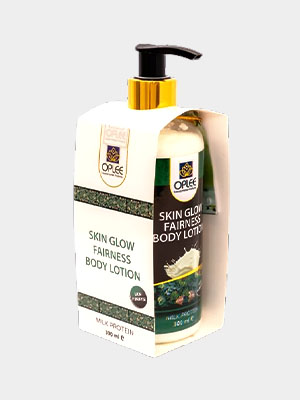 OPLEE
OPLEE
SKIN GLOW
FAIRNESS
BODY LOTION
MILK PROTEIN
300 ml e
OPLEE
SKIN GLOW
FAIRNESS
BODY LOTION
MILK PROTEIN
300 ml e